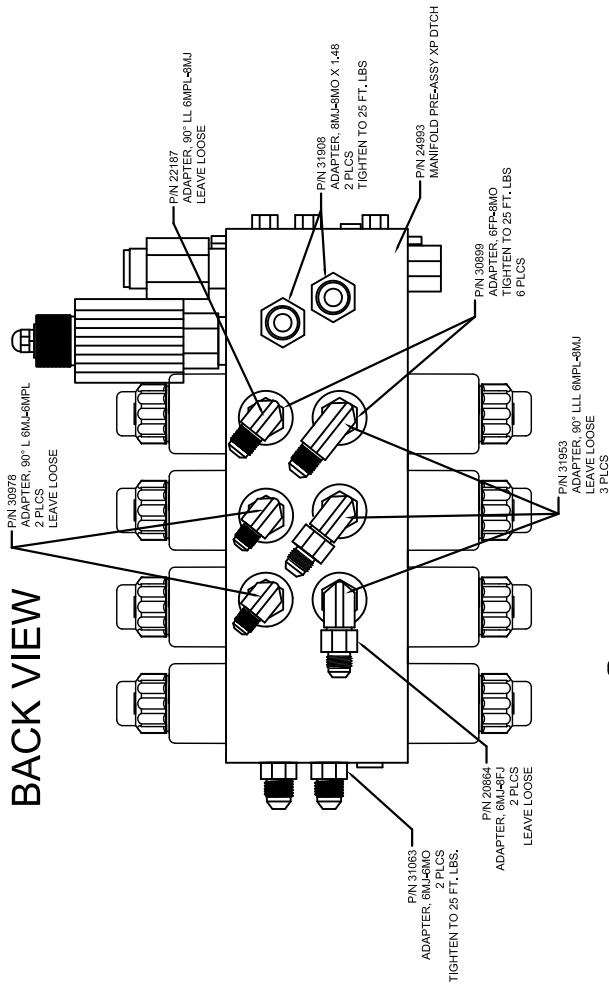 BACK VIEW
P/N 30978
ADAPTER, 90° L 6MJ-6MPL
2 PLCS
LEAVE LOOSE
P/N 22187
ADAPTER, 90° LL 6MPL-8MJ
LEAVE LOOSE
P/N 31908
ADAPTER, 8MJ-8MO X 1.48
2 PLCS
TIGHTEN TO 25 FT. LBS
P/N 24993
MANIFOLD PRE-ASSY XP DTCH
P/N 30899
ADAPTER, 6FP-8MO
TIGHTEN TO 25 FT. LBS
6 PLCS
P/N 31953
ADAPTER, 90° LLL 6MPL-8MJ
LEAVE LOOSE
3 PLCS
P/N 20864
ADAPTER, 6MJ-8FJ
2 PLCS
LEAVE LOOSE
P/N 31063
ADAPTER, 6MJ-6MO
2 PLCS
TIGHTEN TO 25 FT. LBS.